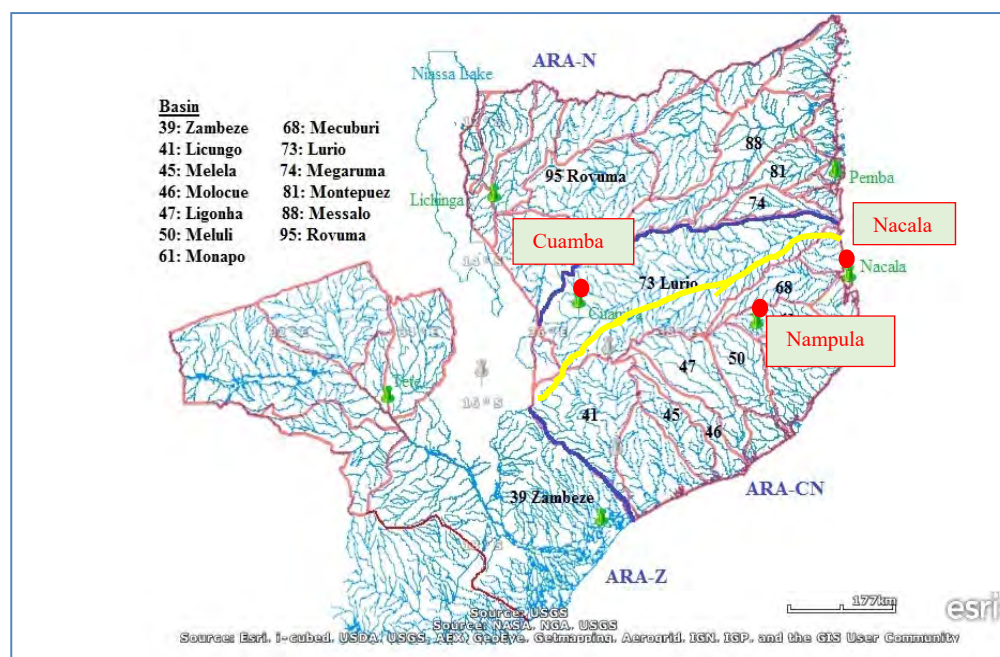 ARA-N
Niassa Lake
Basin
39: Zambeze 68: Mecuburi
41: Licungo 73: Lurio
45: Melela 74: Megaruma
46: Molocue 81: Montepuez
47: Ligonha 88: Messalo
50: Meluli 95: Rovuma
61: Monapo
88
81
95 Rovuma
Pemba
Lichinga
74
Nacala
Cuamba
Nacala
73 Lurio
68
Cuamba
Nampula
50
47
Tete
14° S
41
45
46
ARA-CN
39 Zambeze
ARA-Z
177km
esri
Source: USGS
Source: NASA, NGA, USGS
Source: Esri, i-cubed, USDA, USGS, AEX, GeoEye, Getmapping, Aerogrid, IGN, IGP, and the GIS User Community